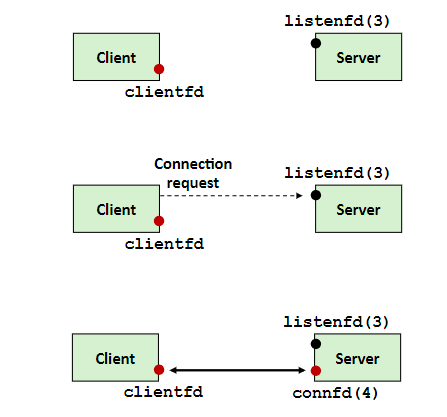 listenfd(3)
Client
Server
clientfd
Connection
request
listenfd(3)
Client
Server
clientfd
listenfd(3)
Client
Server
clientfd
connfd(4)